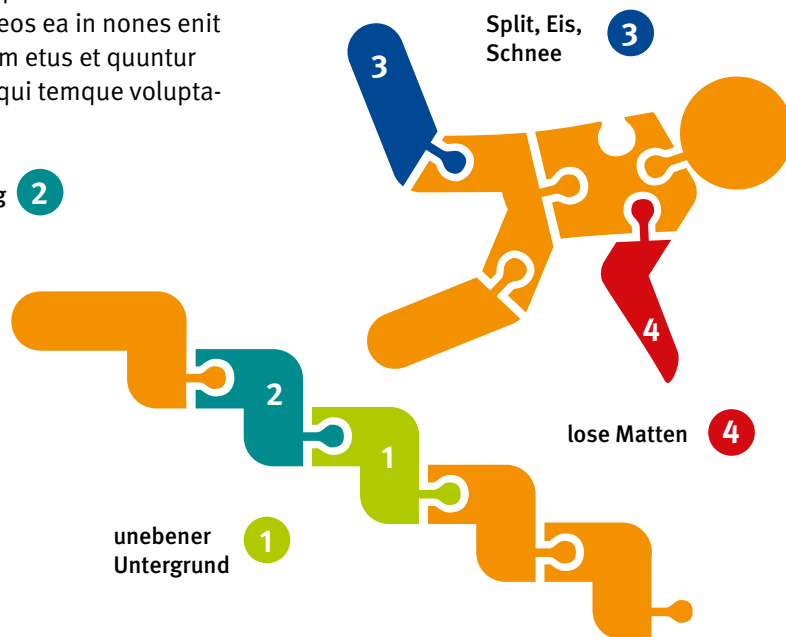 eos ea in nones enit
m etus et quuntur
qui temque volupta-
Split, Eis,
Schnee
3
3
2
4
2
1
lose Matten
4
unebener
Untergrund
1